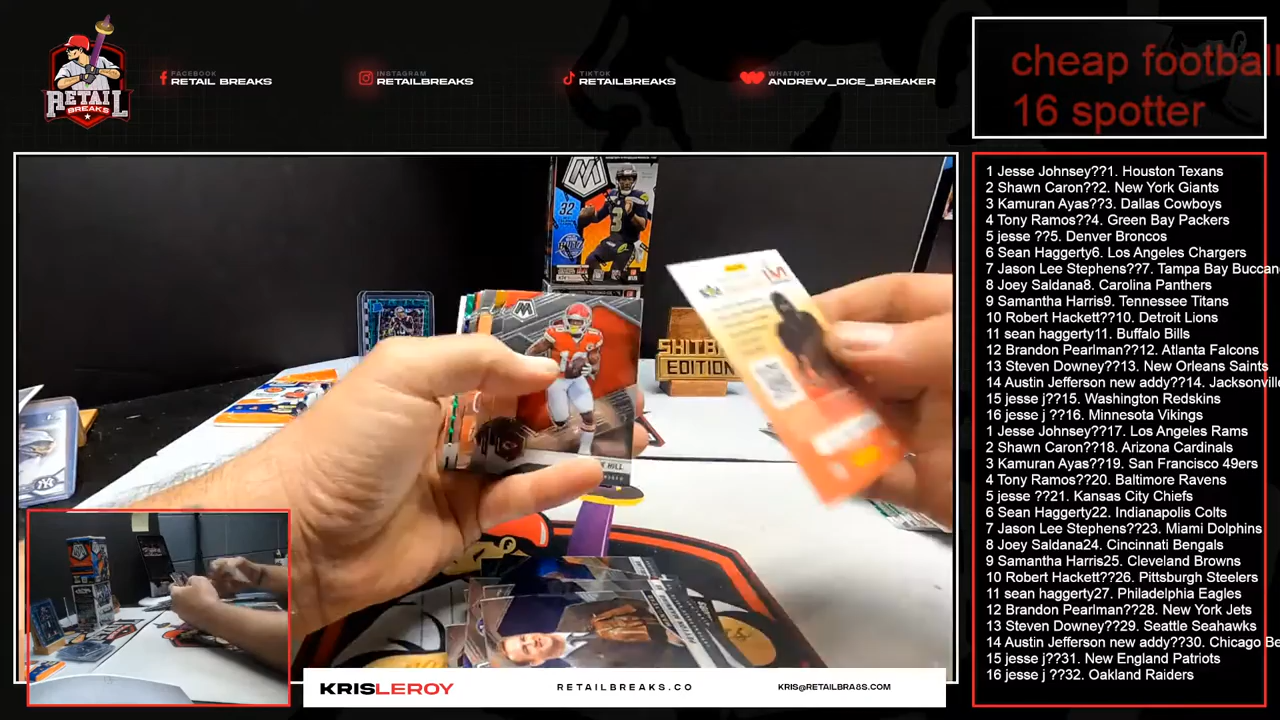 RETAIL
BREAKS
FACEBOOK
RETAIL BREAKS
INSTAGRAM
RETAILBREAKS
TIKTOK
RETAILBREAKS
WHATNOT
ANDREW_DICE_BREAKER
cheap football
16 spotter
1 Jesse Johnsey??1. Houston Texans
2 Shawn Caron??2. New York Giants
3 Kamuran Ayas??3. Dallas Cowboys
4 Tony Ramos??4. Green Bay Packers
5 jesse ??5. Denver Broncos
6 Sean Haggerty6. Los Angeles Chargers
7 Jason Lee Stephens??7. Tampa Bay Buccan
8 Joey Saldana8. Carolina Panthers
9 Samantha Harris9. Tennessee Titans
10 Robert Hackett??10. Detroit Lions
11 sean haggerty11. Buffalo Bills
12 Brandon Pearlman??12. Atlanta Falcons
13 Steven Downey??13. New Orleans Saints
14 Austin Jefferson new addy??14. Jacksonville
15 jesse j??15. Washington Redskins
16 jesse j ??16. Minnesota Vikings
1 Jesse Johnsey??17. Los Angeles Rams
2 Shawn Caron??18. Arizona Cardinals
3 Kamuran Ayas??19. San Francisco 49ers
4 Tony Ramos??20. Baltimore Ravens
5 jesse ??21. Kansas City Chiefs
6 Sean Haggerty22. Indianapolis Colts
7 Jason Lee Stephens??23. Miami Dolphins
8 Joey Saldana24. Cincinnati Bengals
9 Samantha Harris25. Cleveland Browns
10 Robert Hackett??26. Pittsburgh Steelers
11 sean haggerty27. Philadelphia Eagles
12 Brandon Pearlman??28. New York Jets
13 Steven Downey??29. Seattle Seahawks
14 Austin Jefferson new addy??30. Chicago Be
15 jesse j??31. New England Patriots
16 jesse j ??32. Oakland Raiders
32
3
SHITB
EDITION
HILL
KRISLEROY
RETAILBREAKS.CO
KRIS@RETAILBRA8S.COM